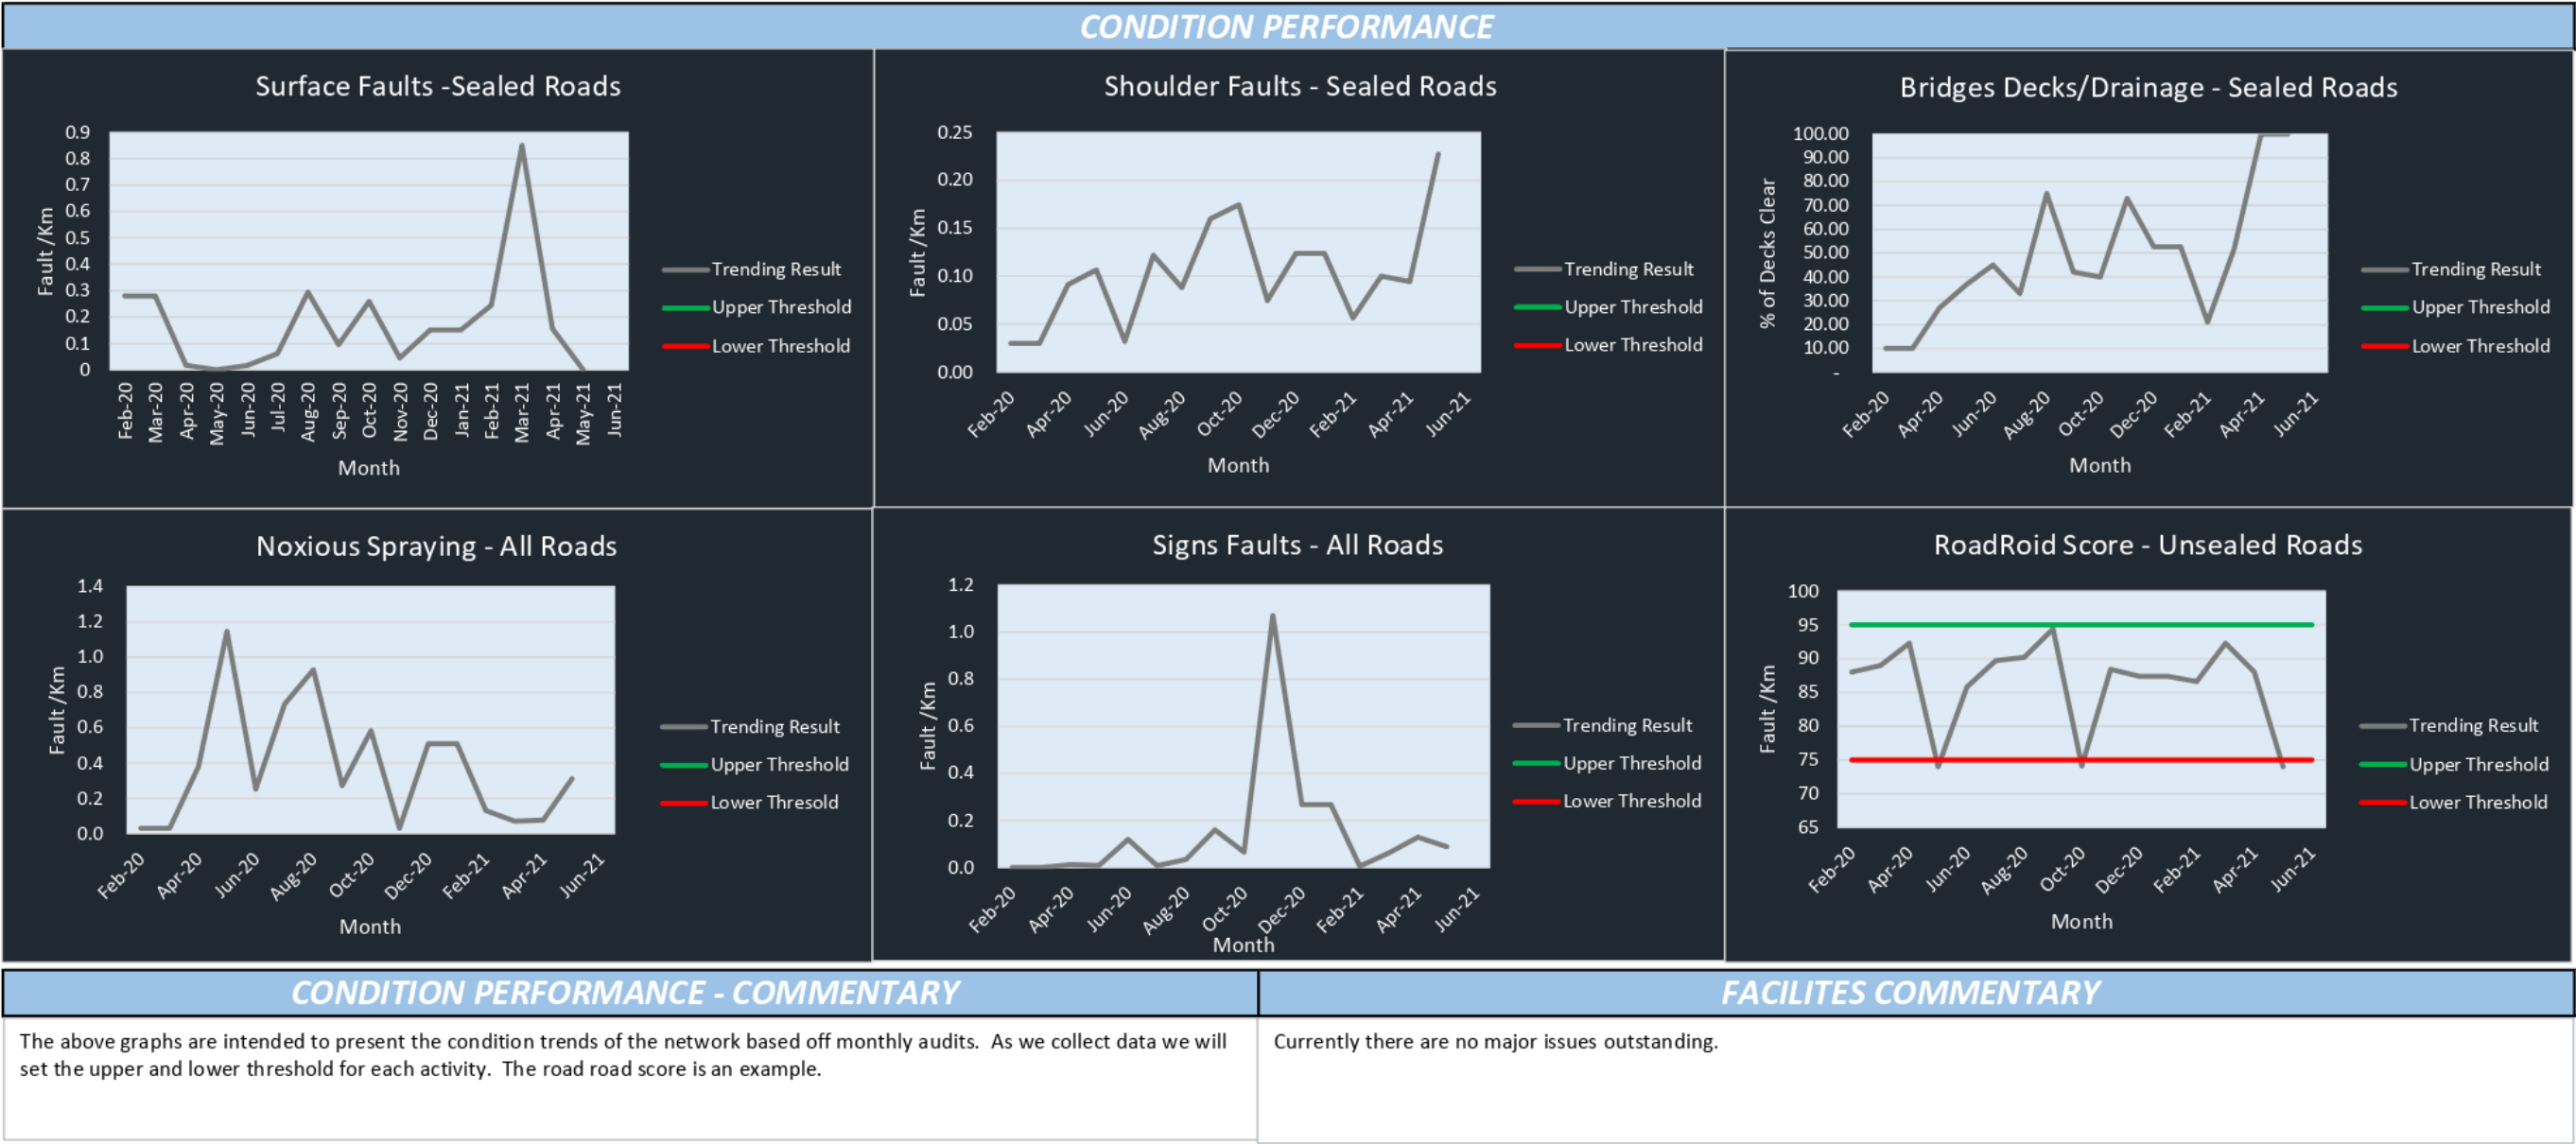 CONDITION PERFORMANCE
Surface Faults -Sealed Roads
0.9
0.8
0.7
0.6
0.5
0.4
0.3
0.2
0.1
0
Fault /Km
Feb-20
Mar-20
Apr-20
May-20
Jun-20
Jul-20
Aug-20
Sep-20
Oct-20
Nov-20
Dec-20
Jan-21
Feb-21
Mar-21
Apr-21
May-21
Jun-21
Month
Trending Result
Upper Threshold
Lower Threshold
Shoulder Faults - Sealed Roads
0.25
0.20
0.15
0.10
0.05
0.00
Fault /Km
Feb-20
Apr-20
Jun-20
Aug-20
Oct-20
Dec-20
Feb-21
Apr-21
Jun-21
Month
Trending Result
Upper Threshold
Lower Threshold
Bridges Decks/Drainage - Sealed Roads
100.00
90.00
80.00
70.00
60.00
50.00
40.00
30.00
20.00
10.00
-
% of Decks Clear
Feb-20
Apr-20
Jun-20
Aug-20
Oct-20
Dec-20
Feb-21
Apr-21
Jun-21
Month
Trending Result
Upper Threshold
Lower Threshold
Noxious Spraying - All Roads
1.4
1.2
1.0
0.8
0.6
0.4
0.2
0.0
Fault /Km
Feb-20
Apr-20
Jun-20
Aug-20
Oct-20
Dec-20
Feb-21
Apr-21
Jun-21
Month
Trending Result
Upper Threshold
Lower Thresold
Signs Faults - All Roads
1.2
1.0
0.8
0.6
0.4
0.2
0.0
Fault /Km
Feb-20
Apr-20
Jun-20
Aug-20
Oct-20
Dec-20
Feb-21
Apr-21
Jun-21
Month
Trending Result
Upper Threshold
Lower Threshold
RoadRoid Score - Unsealed Roads
100
95
90
85
80
75
70
65
Fault /Km
Feb-20
Apr-20
Jun-20
Aug-20
Oct-20
Dec-20
Feb-21
Apr-21
Jun-21
Month
Trending Result
Upper Threshold
Lower Threshold
CONDITION PERFORMANCE - COMMENTARY
The above graphs are intended to present the condition trends of the network based off monthly audits.  As we collect data we will
set the upper and lower threshold for each activity.  The road road score is an example.
FACILITES COMMENTARY
Currently there are no major issues outstanding.